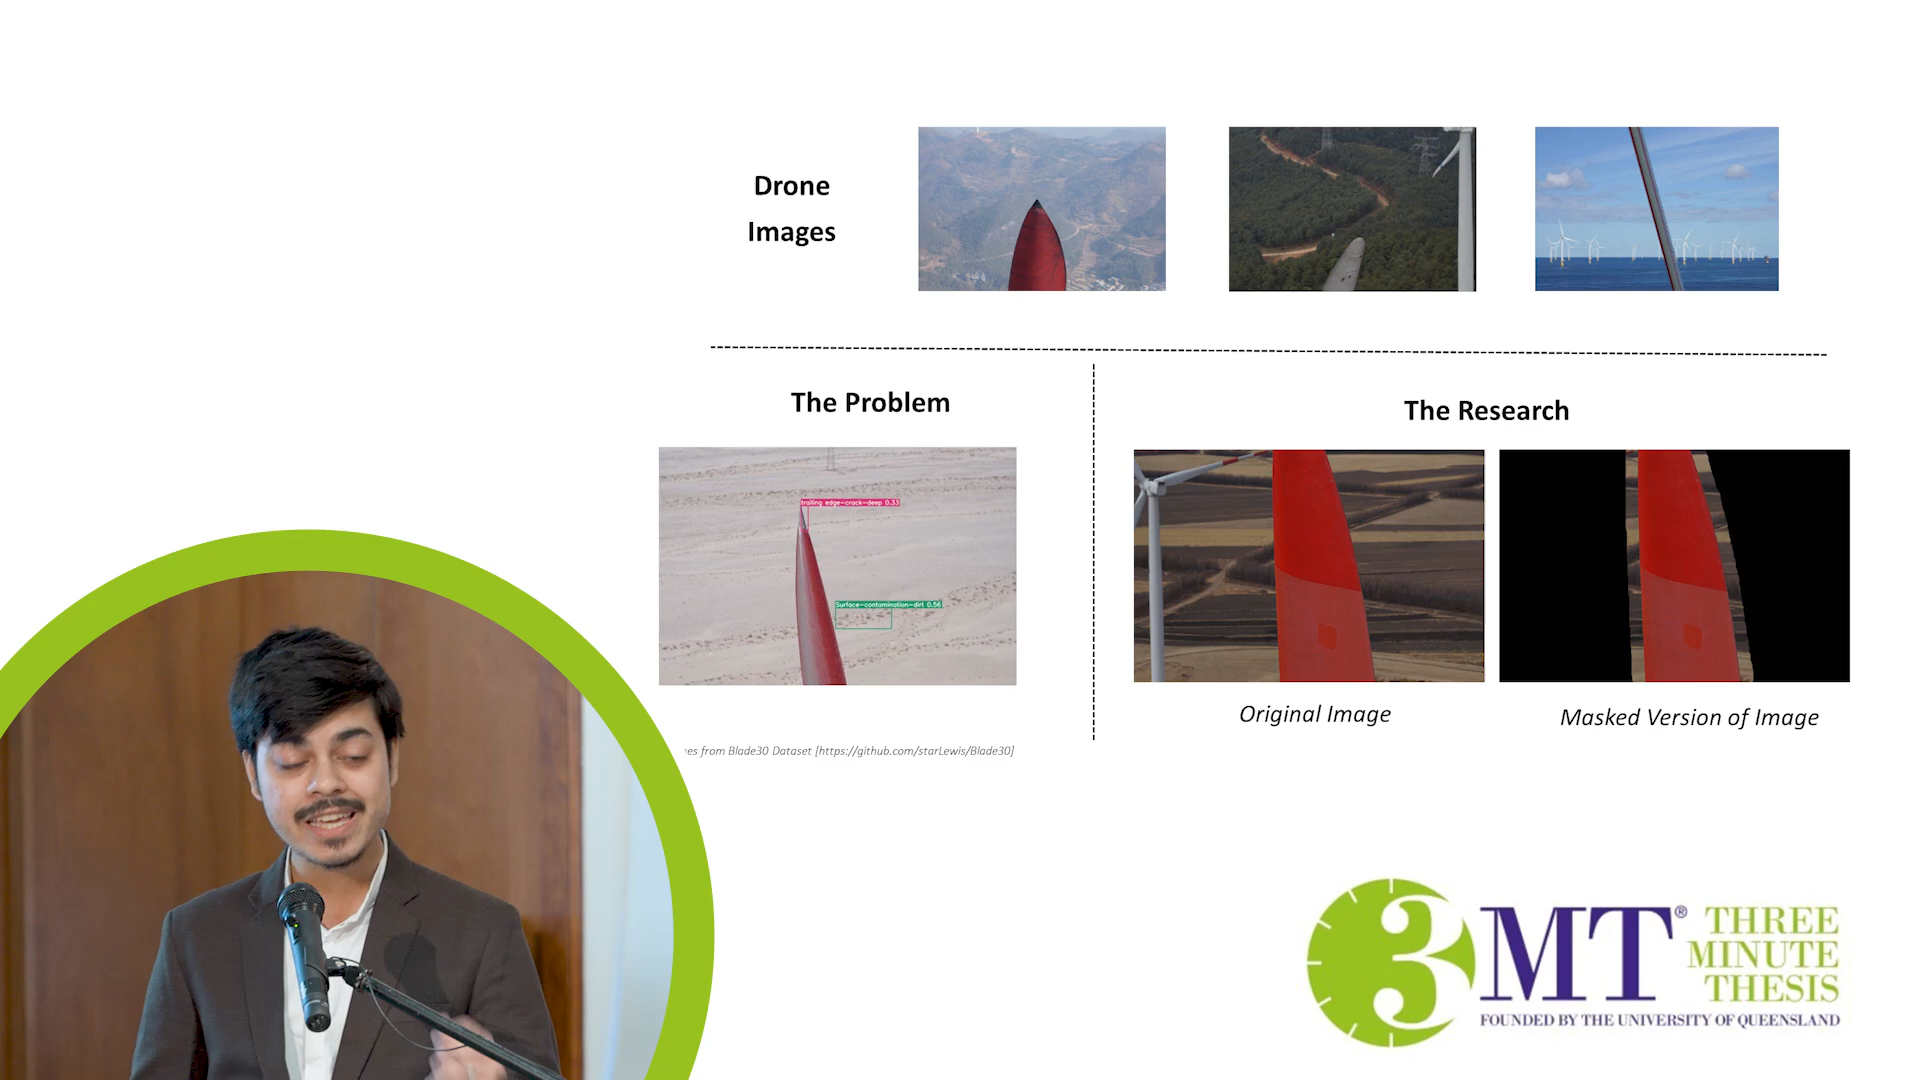 Drone
Images
The Problem
The Research
trailing edge-crack-deep 0.33
Surface-contamination-dirt 0.56
Original Image
Masked Version of Image
from Blade30 Dataset [https://github.com/starLewis/Blade30]
3MT® THREE
MINUTE
THESIS
FOUNDED BY THE UNIVERSITY OF QUEENSLAND